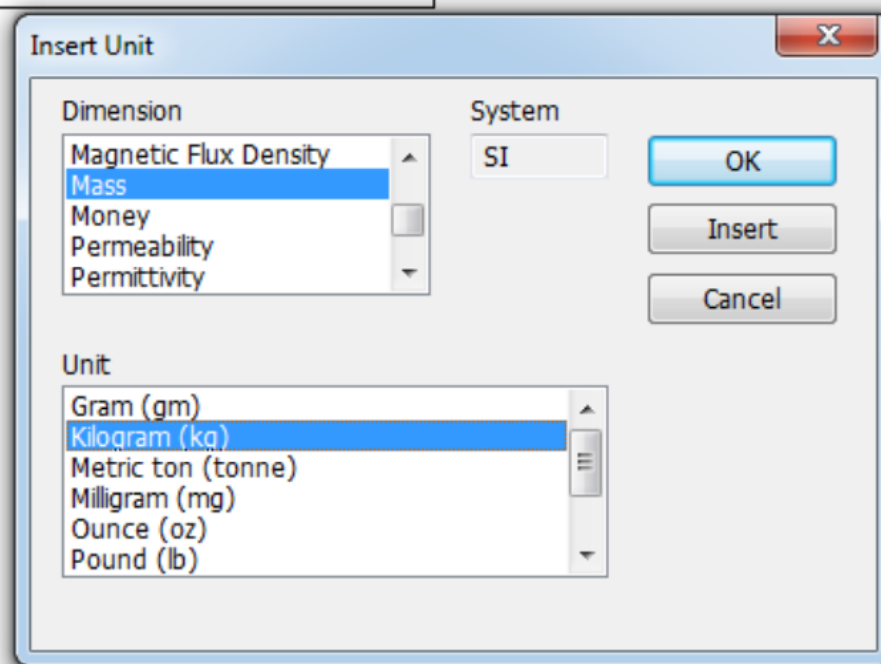 Insert Unit
Dimension
Magnetic Flux Density
Mass
Money
Permeability
Permittivity
System
SI
OK
Insert
Cancel
Unit
Gram (gm)
Kilogram (kg)
Metric ton (tonne)
Milligram (mg)
Ounce (oz)
Pound (lb)